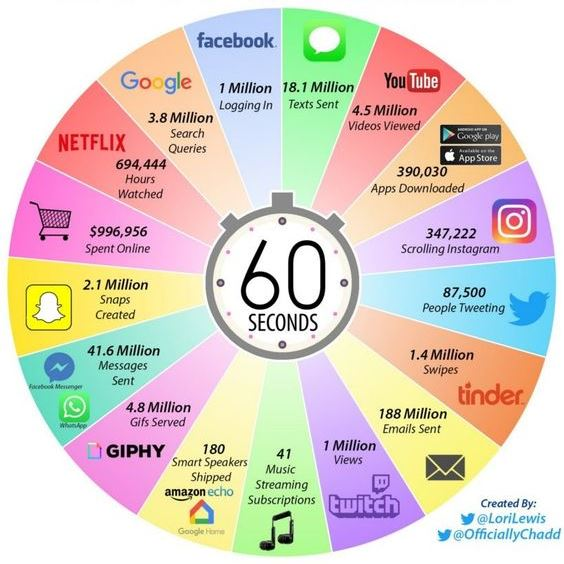 facebook
1 Million
Logging In
18.1 Million
Texts Sent
YouTube
4.5 Million
Videos Viewed
ANDROID APP ON
Google play
Available on the
App Store
390,030
Apps Downloaded
347,222
Scrolling Instagram
87,500
People Tweeting
1.4 Million
Swipes
tinder
188 Million
Emails Sent
1 Million
Views
twitch
41
Music
Streaming
Subscriptions
180
Smart Speakers
Shipped
amazon echo
Google Home
4.8 Million
Gifs Served
GIPHY
41.6 Million
Messages
Sent
Facebook Messenger
WhatsApp
2.1 Million
Snaps
Created
$996,956
Spent Online
NETFLIX
694,444
Hours
Watched
Google
3.8 Million
Search
Queries
60
SECONDS
Created By:
@LoriLewis
@OfficiallyChadd